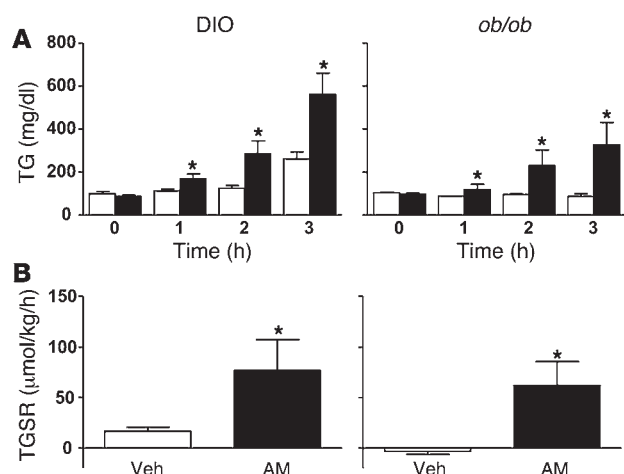 A
DIO
ob/ob
TG (mg/dl)
800
600
400
200
0
* * *
* * *
0 1 2 3
0 1 2 3
Time (h)
Time (h)
B
TGSR (μmol/kg/h)
150
100
50
0
*
*
Veh AM
Veh AM